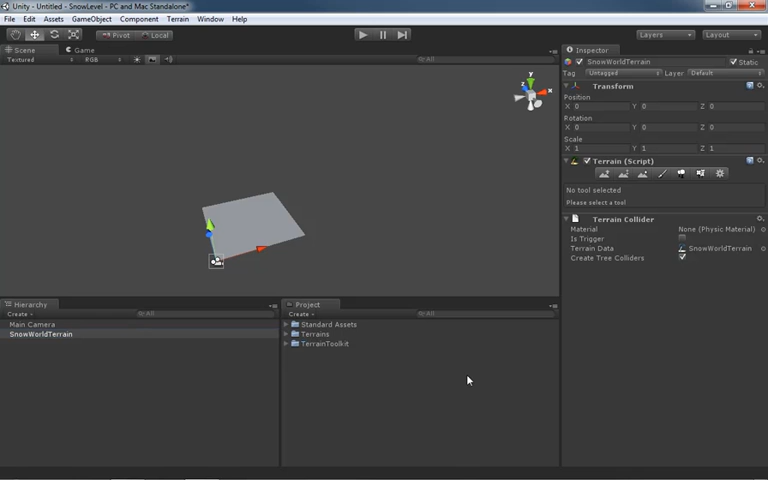 Unity - Untitled - SnowLevel - PC and Mac Standalone*
File Edit Assets GameObject Component Terrain Window Help
Pivot Local Layers Layout
Scene Game
Textured RGB All
y
x
z
Inspector
SnowWorldTerrain Static
Tag Untagged Layer Default
Transform
Position
X 0 Y 0 Z 0
Rotation
X 0 Y 0 Z 0
Scale
X 1 Y 1 Z 1
Terrain (Script)
No tool selected
Please select a tool
Terrain Collider
Material None (Physic Material)
Is Trigger
Terrain Data SnowWorldTerrain
Create Tree Colliders
Hierarchy
Create All
Main Camera
SnowWorldTerrain
Project
Create All
Standard Assets
Terrains
TerrainToolkit